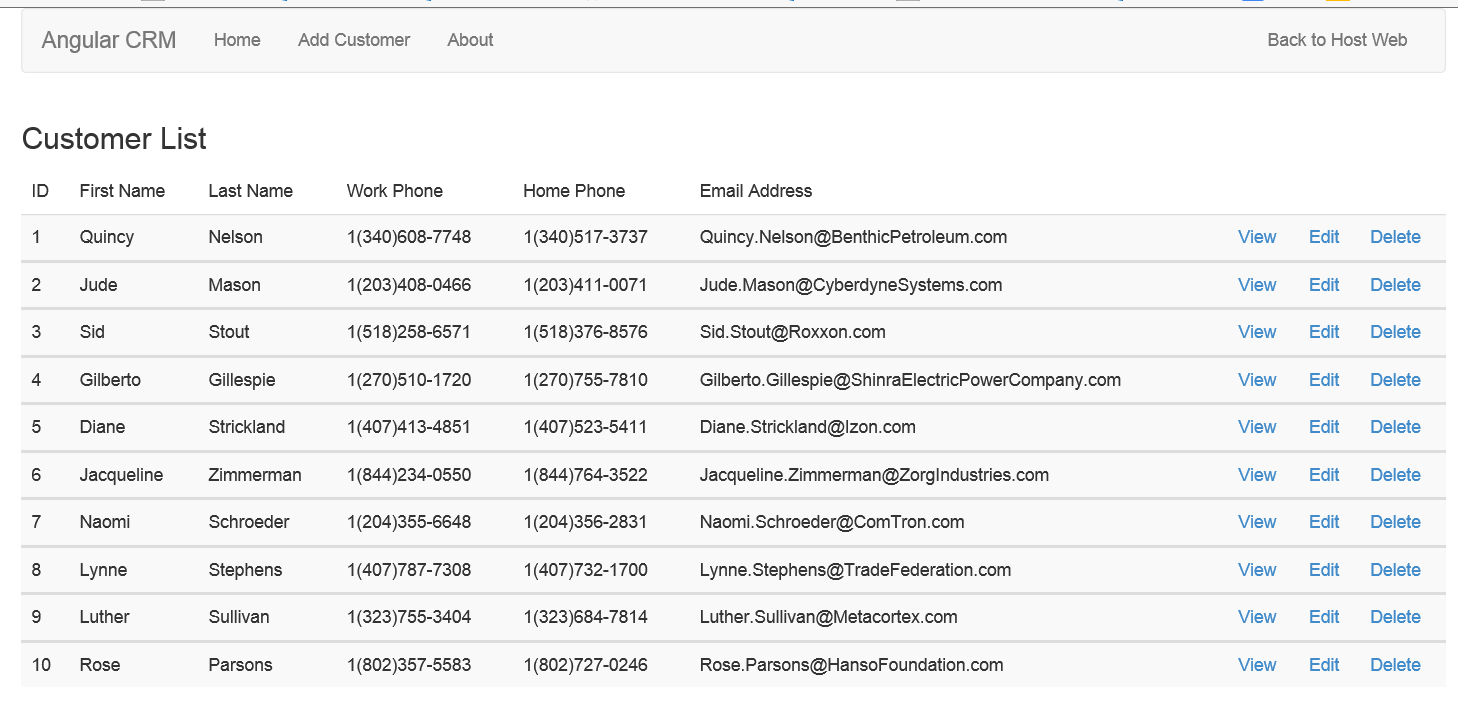 Angular CRM Home Add Customer About Back to Host Web
Customer List
ID First Name Last Name Work Phone Home Phone Email Address
1 Quincy Nelson 1(340)608-7748 1(340)517-3737 Quincy.Nelson@BenthicPetroleum.com View Edit Delete
2 Jude Mason 1(203)408-0466 1(203)411-0071 Jude.Mason@CyberdyneSystems.com View Edit Delete
3 Sid Stout 1(518)258-6571 1(518)376-8576 Sid.Stout@Roxxon.com View Edit Delete
4 Gilberto Gillespie 1(270)510-1720 1(270)755-7810 Gilberto.Gillespie@ShinraElectricPowerCompany.com View Edit Delete
5 Diane Strickland 1(407)413-4851 1(407)523-5411 Diane.Strickland@Izon.com View Edit Delete
6 Jacqueline Zimmerman 1(844)234-0550 1(844)764-3522 Jacqueline.Zimmerman@ZorgIndustries.com View Edit Delete
7 Naomi Schroeder 1(204)355-6648 1(204)356-2831 Naomi.Schroeder@ComTron.com View Edit Delete
8 Lynne Stephens 1(407)787-7308 1(407)732-1700 Lynne.Stephens@TradeFederation.com View Edit Delete
9 Luther Sullivan 1(323)755-3404 1(323)684-7814 Luther.Sullivan@Metacortex.com View Edit Delete
10 Rose Parsons 1(802)357-5583 1(802)727-0246 Rose.Parsons@HansoFoundation.com View Edit Delete